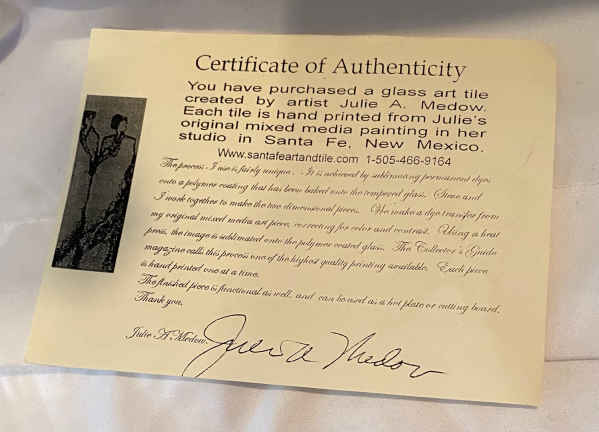 Certificate of Authenticity
You have purchased a glass art tile
created by artist Julie A. Medow.
Each tile is hand printed from Julie's
original mixed media painting in her
studio in Santa Fe, New Mexico.
Www.santafeartandtile.com 1-505-466-9164
The process I use is fairly unique. It is achieved by sublimating permanent dyes
onto a polymer coating that has been baked onto the tempered glass. Steve and
I work together to make the two dimensional pieces. We make a dye transfer from
my original mixed media art piece, correcting for color and contrast. Using a heat
press, the image is sublimated onto the polymer coated glass. The Collector's Guide
magazine calls this process one of the highest quality printing available. Each piece
is hand printed one at a time.
The finished piece is functional as well, and can be used as a hot plate or cutting board.
Thank you,
Julie A. Medow
Julie A Medow